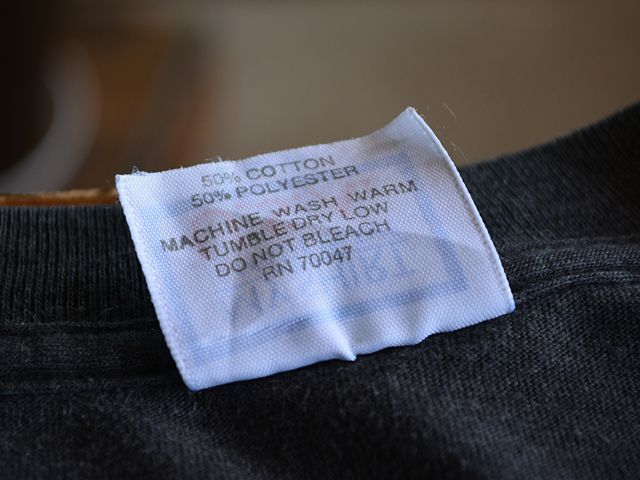 50% COTTON
50% POLYESTER
MACHINE WASH WARM
TUMBLE DRY LOW
DO NOT BLEACH
RN 70047